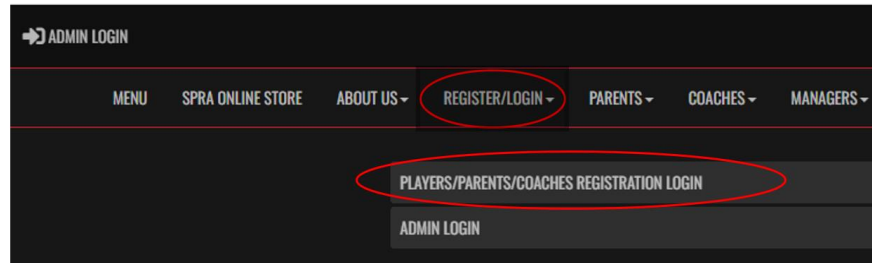 ADMIN LOGIN
MENU SPRA ONLINE STORE ABOUT US REGISTER/LOGIN PARENTS COACHES MANAGERS
PLAYERS/PARENTS/COACHES REGISTRATION LOGIN
ADMIN LOGIN